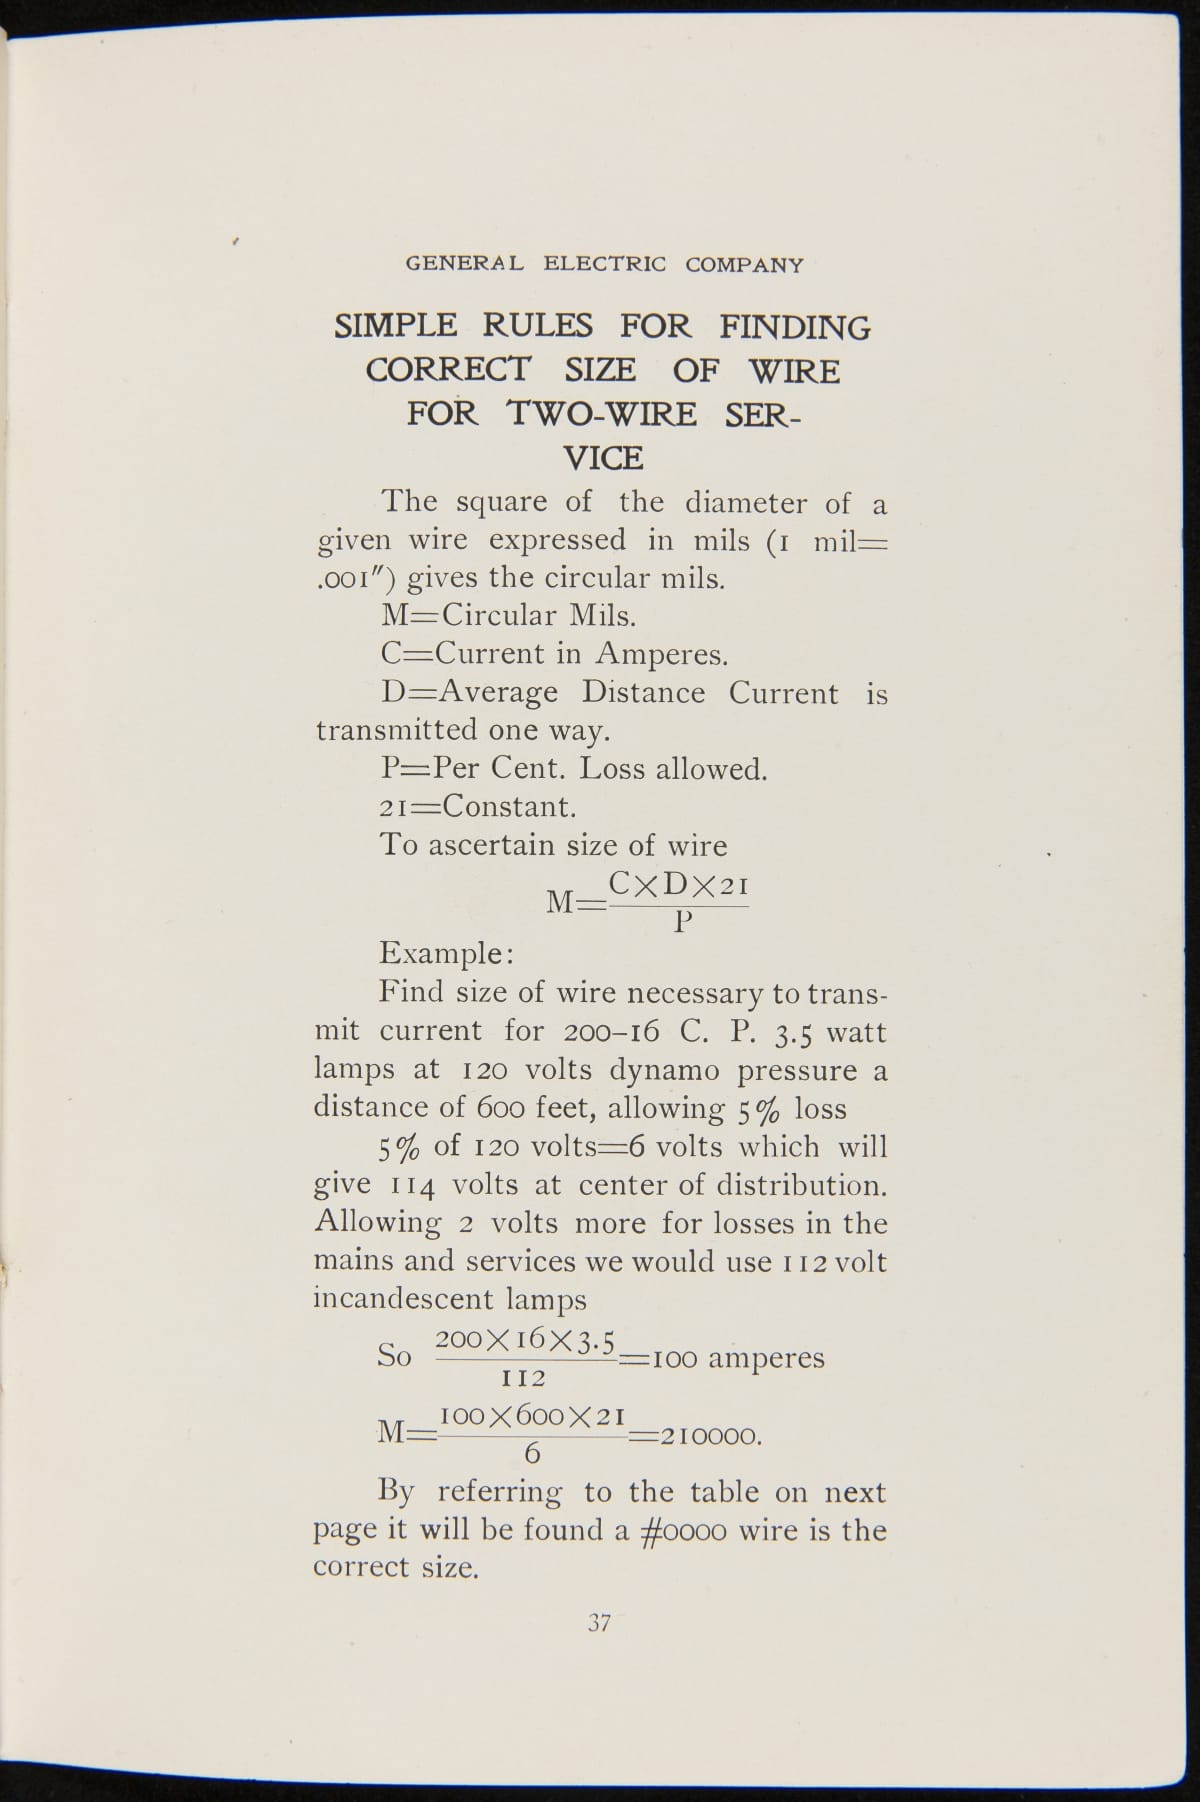 GENERAL ELECTRIC COMPANY
SIMPLE RULES FOR FINDING
CORRECT SIZE OF WIRE
FOR TWO-WIRE SER-
VICE
The square of the diameter of a
given wire expressed in mils (1 mil=
.001″) gives the circular mils.
M=Circular Mils.
C=Current in Amperes.
D=Average Distance Current is
transmitted one way.
P=Per Cent. Loss allowed.
21=Constant.
To ascertain size of wire
M= C×D×21
P
Example:
Find size of wire necessary to trans-
mit current for 200-16 C. P. 3.5 watt
lamps at 120 volts dynamo pressure a
distance of 600 feet, allowing 5% loss
5% of 120 volts=6 volts which will
give 114 volts at center of distribution.
Allowing 2 volts more for losses in the
mains and services we would use 112 volt
incandescent lamps
So 200×16×3.5 =100 amperes
112
M= 100×600×21 =210000.
6
By referring to the table on next
page it will be found a #0000 wire is the
correct size.
37